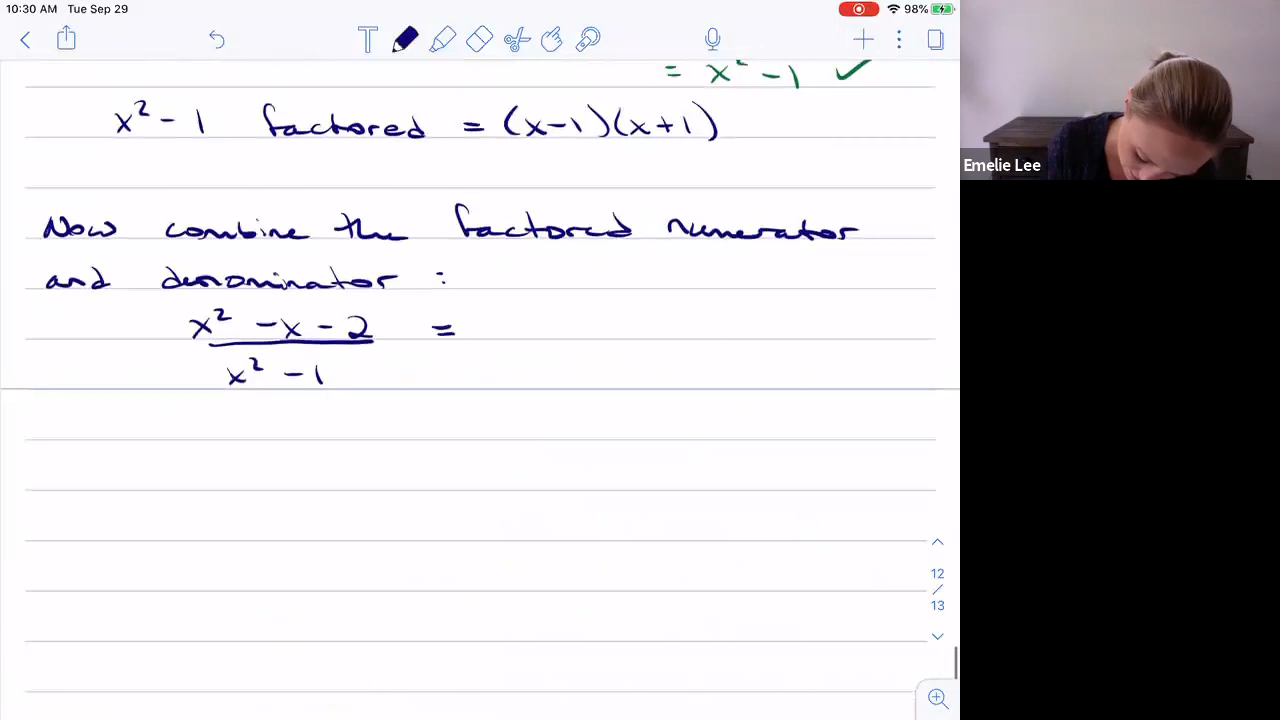 10:30 AM Tue Sep 29
98%
= x² - 1 ✓
x² - 1 factored = (x-1)(x+1)
Emelie Lee
Now combine the factored numerator
and denominator :
x² - x - 2 =
x² - 1
12
/
13